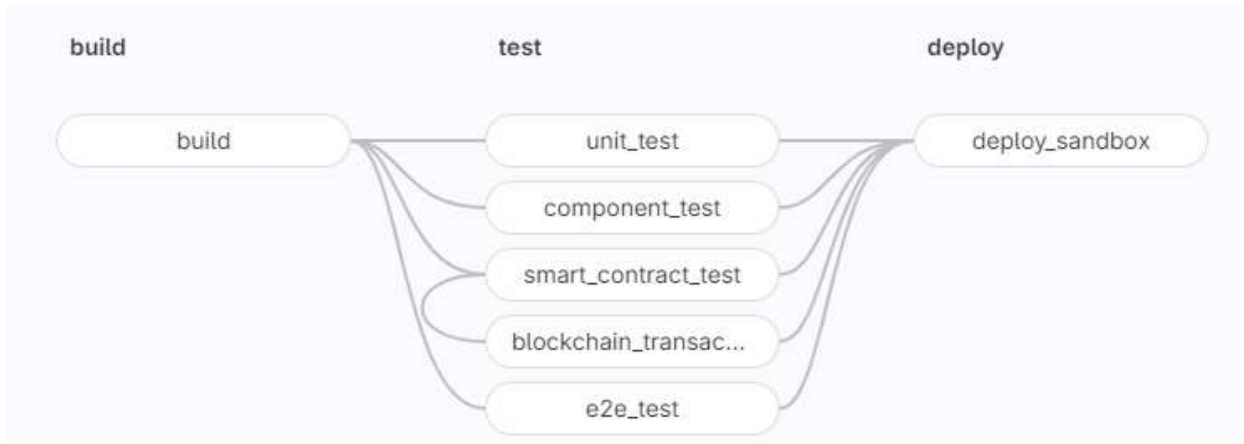 build
test
deploy
build
unit_test
deploy_sandbox
component_test
smart_contract_test
blockchain_transac...
e2e_test